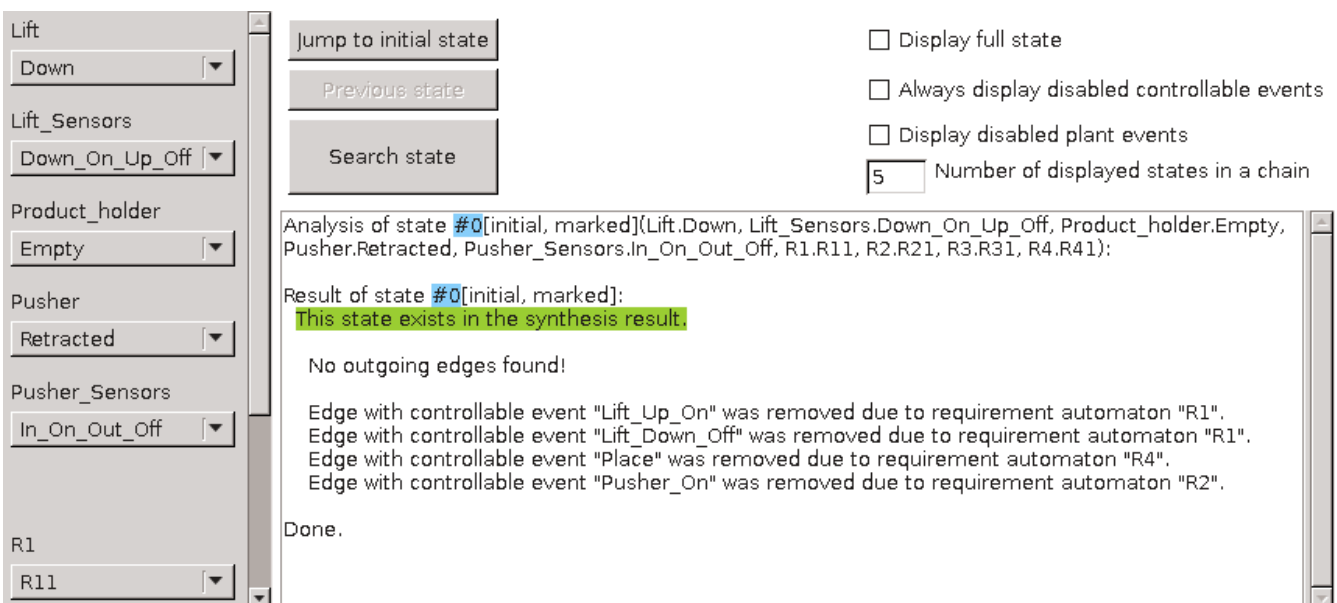 Lift
Down
Lift_Sensors
Down_On_Up_Off
Product_holder
Empty
Pusher
Retracted
Pusher_Sensors
In_On_Out_Off
R1
R11
Jump to initial state
Previous state
Search state
Display full state
Always display disabled controllable events
Display disabled plant events
5 Number of displayed states in a chain
Analysis of state #0[initial, marked](Lift.Down, Lift_Sensors.Down_On_Up_Off, Product_holder.Empty,
Pusher.Retracted, Pusher_Sensors.In_On_Out_Off, R1.R11, R2.R21, R3.R31, R4.R41):
Result of state #0[initial, marked]:
This state exists in the synthesis result.
No outgoing edges found!
Edge with controllable event "Lift_Up_On" was removed due to requirement automaton "R1".
Edge with controllable event "Lift_Down_Off" was removed due to requirement automaton "R1".
Edge with controllable event "Place" was removed due to requirement automaton "R4".
Edge with controllable event "Pusher_On" was removed due to requirement automaton "R2".
Done.